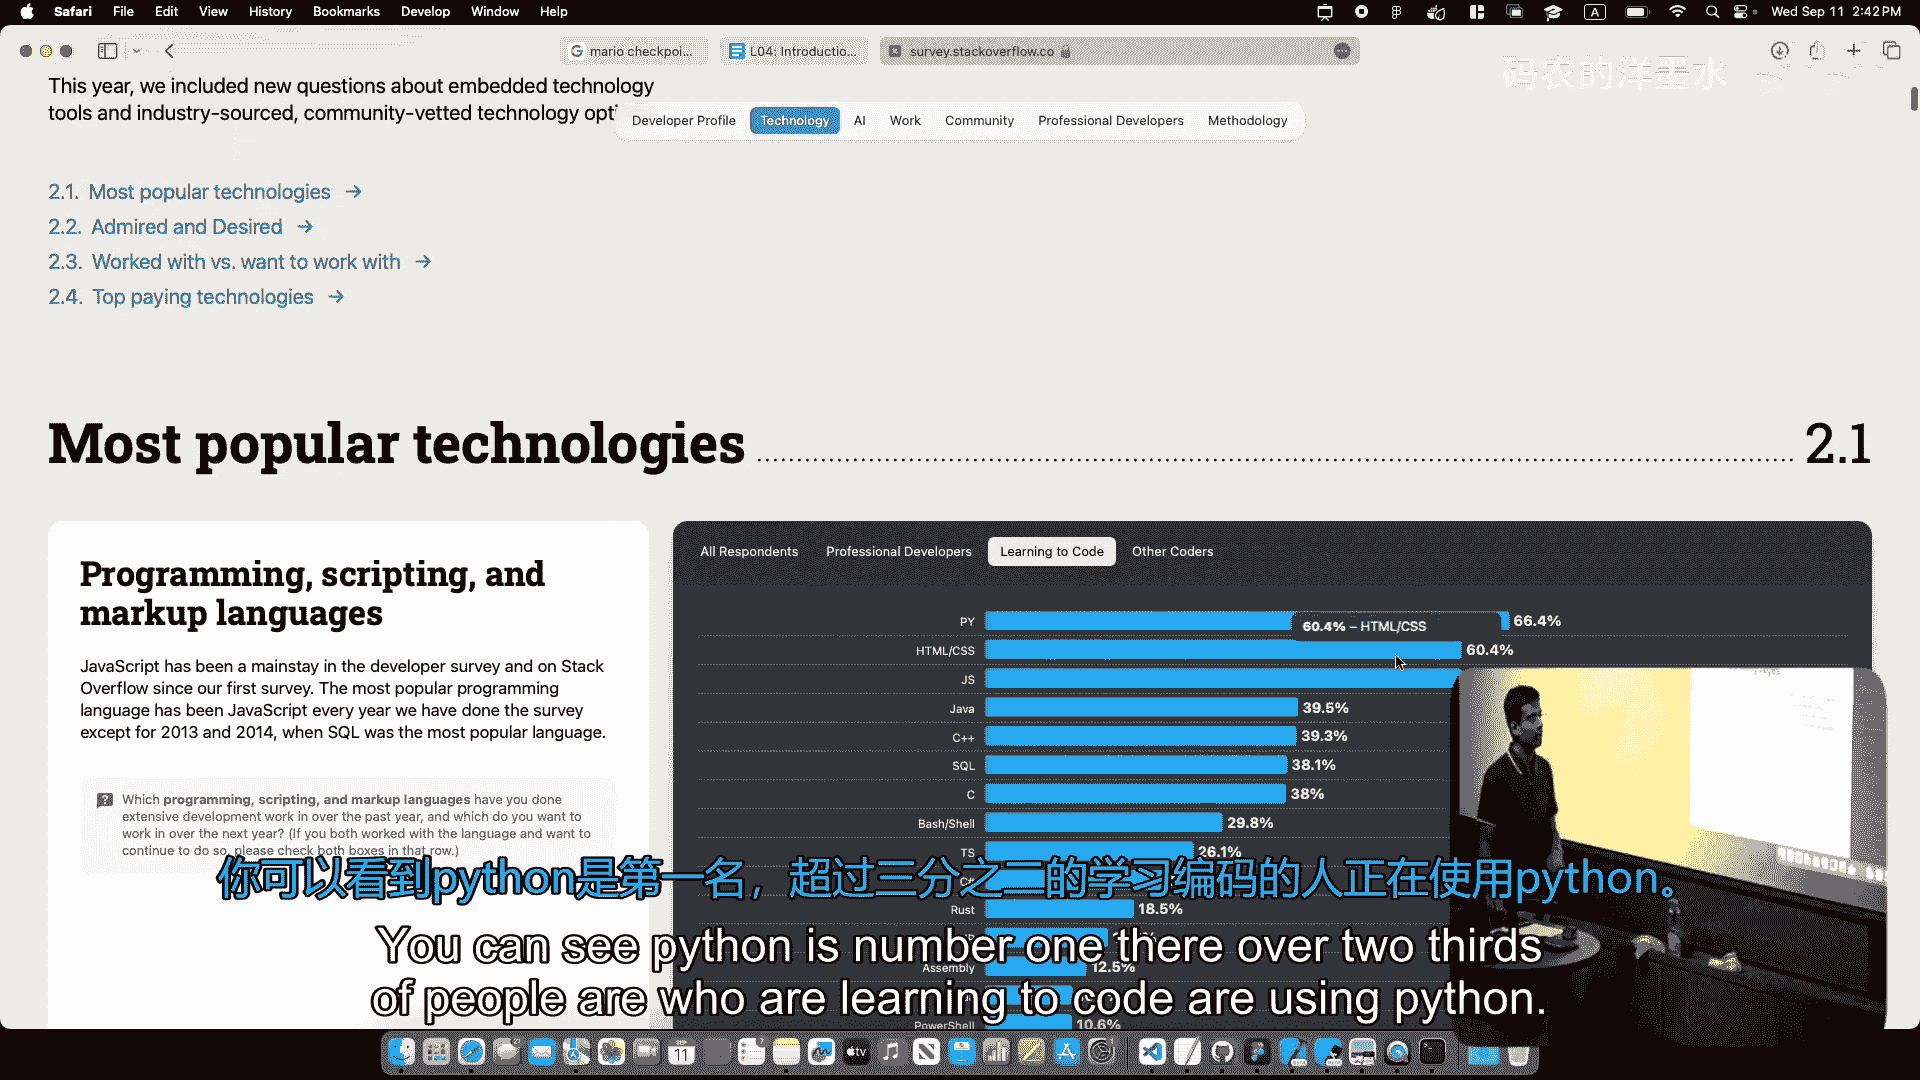 Safari File Edit View History Bookmarks Develop Window Help
A
Wed Sep 11 2:42 PM
mario checkpoi...
L04: Introductio...
survey.stackoverflow.co
码农的洋墨水
This year, we included new questions about embedded technology
tools and industry-sourced, community-vetted technology opti
Developer Profile Technology AI Work Community Professional Developers Methodology
2.1. Most popular technologies →
2.2. Admired and Desired →
2.3. Worked with vs. want to work with →
2.4. Top paying technologies →
Most popular technologies 2.1
Programming, scripting, and
markup languages
JavaScript has been a mainstay in the developer survey and on Stack
Overflow since our first survey. The most popular programming
language has been JavaScript every year we have done the survey
except for 2013 and 2014, when SQL was the most popular language.
Which programming, scripting, and markup languages have you done
extensive development work in over the past year, and which do you want to
work in over the next year? (If you both worked with the language and want to
continue to do so, please check both boxes in that row.)
All Respondents Professional Developers Learning to Code Other Coders
PY 66.4%
60.4% – HTML/CSS
HTML/CSS 60.4%
JS
Java 39.5%
C++ 39.3%
SQL 38.1%
C 38%
Bash/Shell 29.8%
TS 26.1%
Rust 18.5%
Assembly 12.5%
PowerShell 10.6%
你可以看到python是第一名，超过三分之二的学习编码的人正在使用python。
You can see python is number one there over two thirds
of people are who are learning to code are using python.
SEP
11
tv